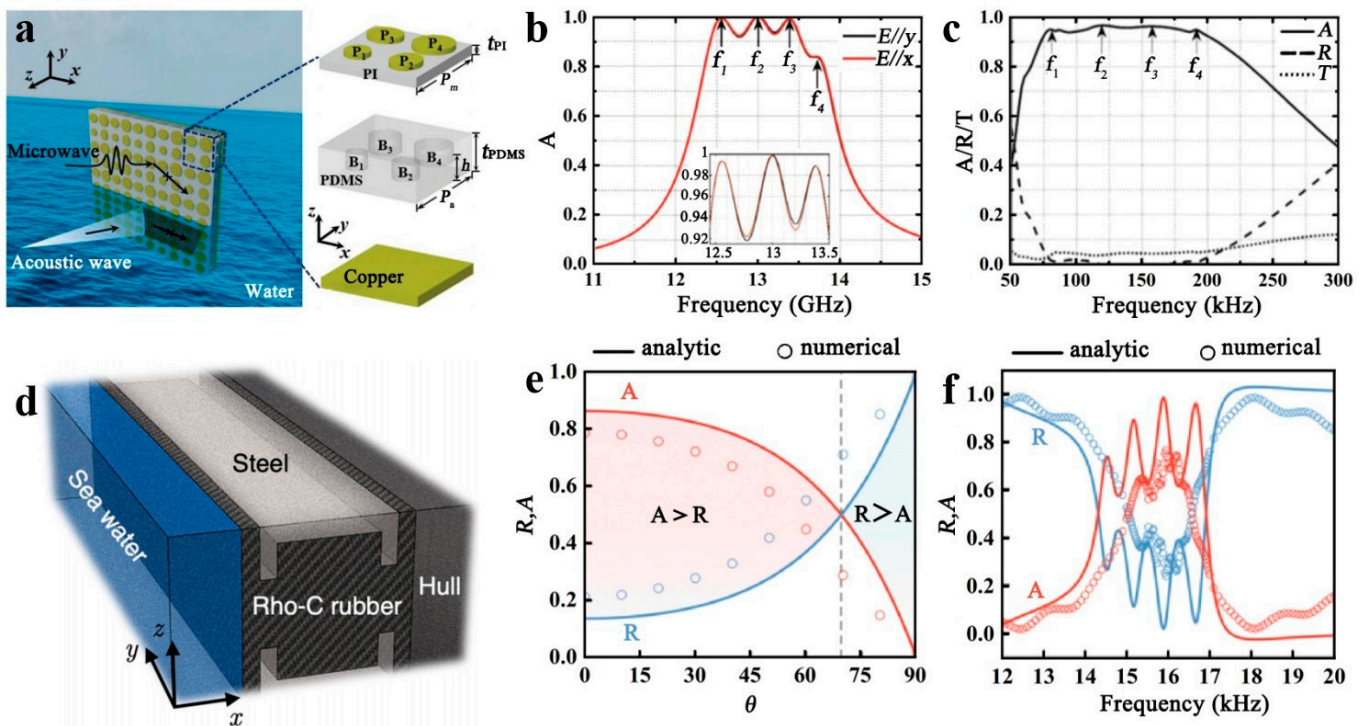 a
y
z
x
Microwave
Acoustic wave
Water
P₃
P₄
P₁
P₂
PI
tPI
Pₘ
B₃
B₄
B₁
B₂
h
tPDMS
PDMS
Pₐ
z
y
x
Copper
b
A
1.0
0.8
0.6
0.4
0.2
0.0
E//y
E//x
f₁
f₂
f₃
f₄
1.00
0.98
0.96
0.94
0.92
12.5
13
13.5
11
12
13
14
15
Frequency (GHz)
c
A/R/T
1.0
0.8
0.6
0.4
0.2
0.0
A
R
T
f₁
f₂
f₃
f₄
50
100
150
200
250
300
Frequency (kHz)
d
Sea water
Steel
Rho-C rubber
Hull
z
y
x
analytic
numerical
e
R,A
1.0
0.8
0.6
0.4
0.2
0.0
A
A > R
R > A
R
0
15
30
45
60
75
90
θ
analytic
numerical
f
R,A
1.0
0.8
0.6
0.4
0.2
0.0
R
A
12
13
14
15
16
17
18
19
20
Frequency (kHz)